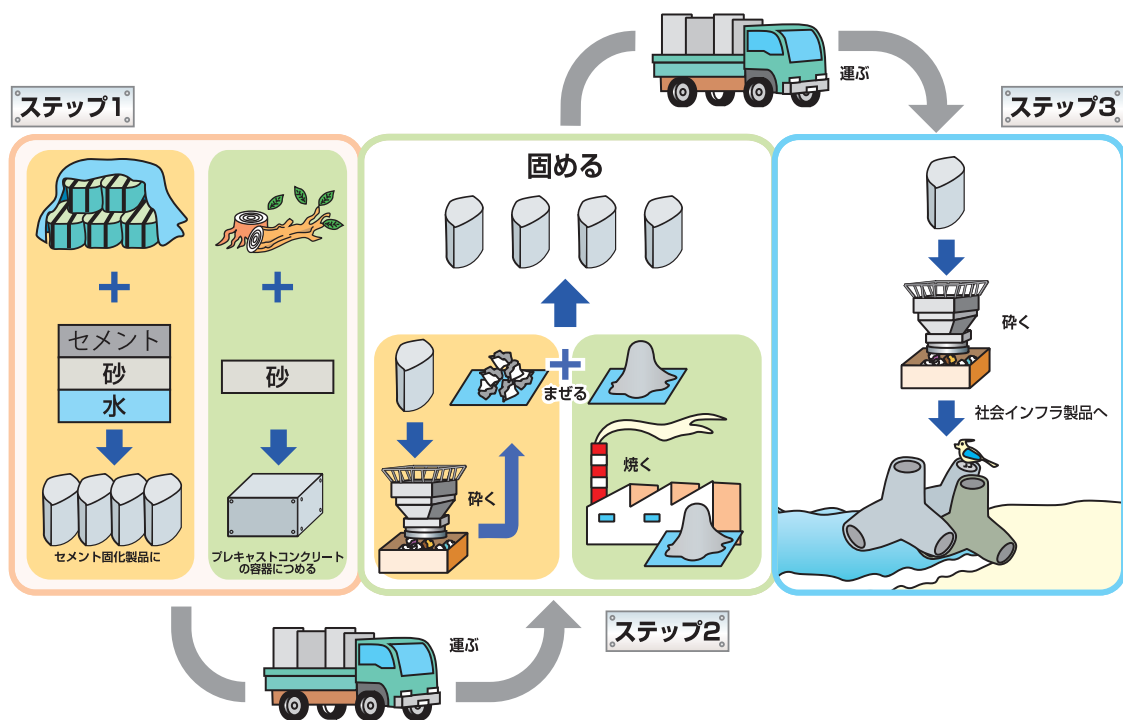 ステップ1
セメント
砂
水
セメント固化製品に
砂
プレキャストコンクリート
の容器につめる
運ぶ
ステップ2
固める
まぜる
砕く
焼く
運ぶ
ステップ3
砕く
社会インフラ製品へ